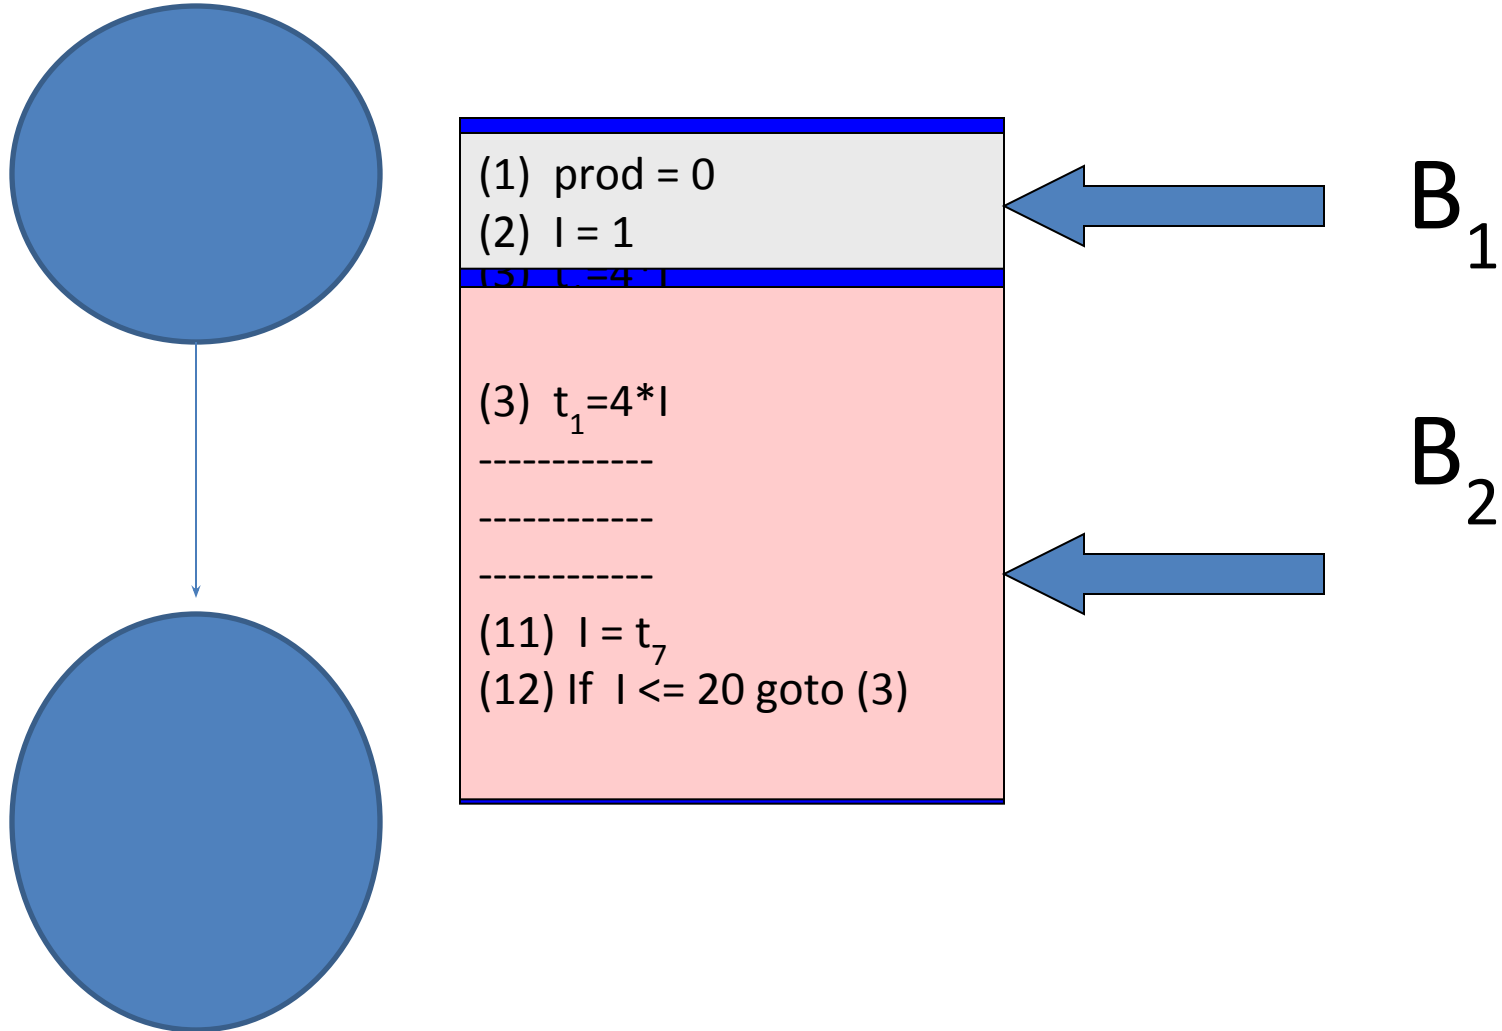 (1) prod = 0
(2) I = 1
(3) t₁=4*I
------------
------------
------------
(11) I = t₇
(12) If I <= 20 goto (3)
B₁
B₂